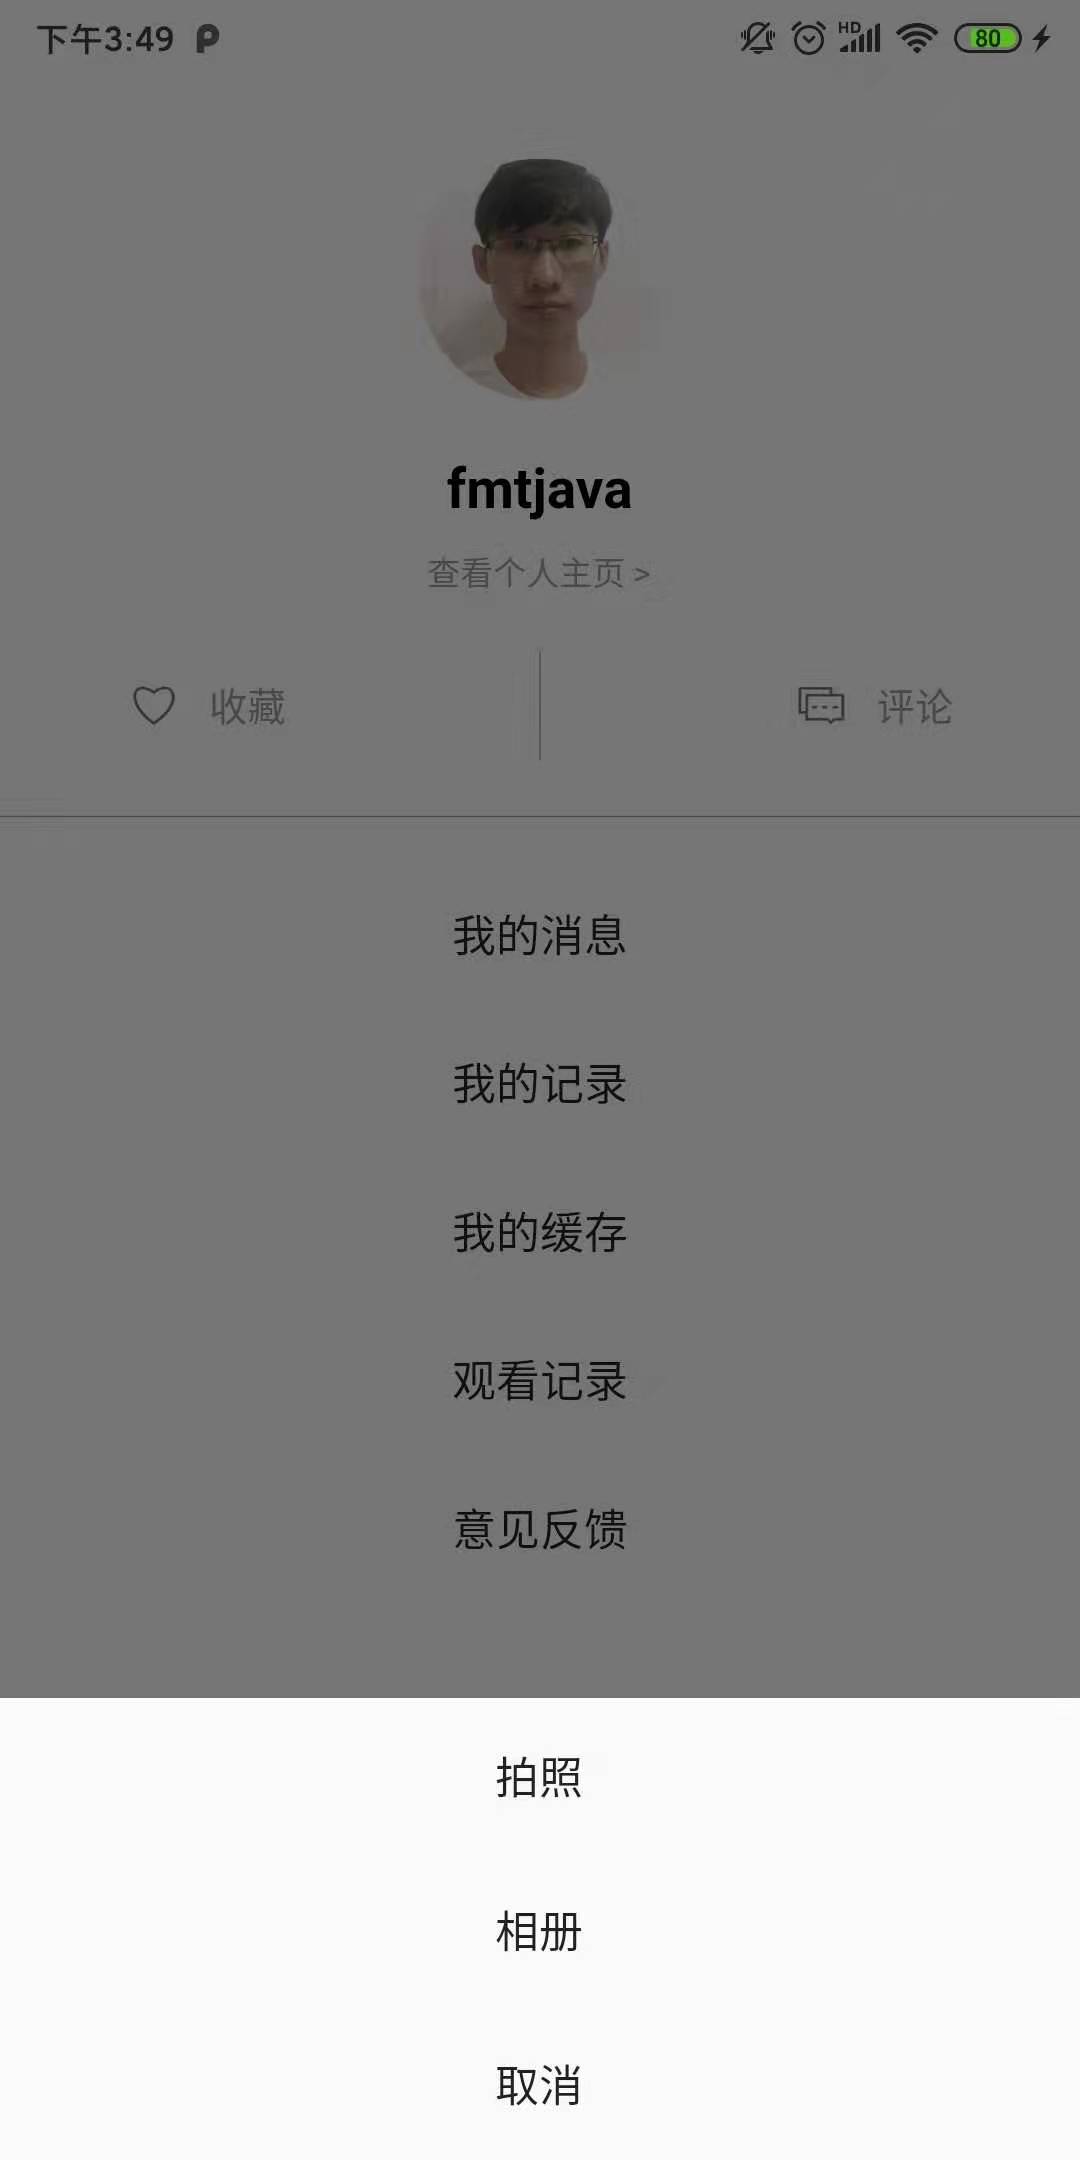 下午3:49
HD
80
fmtjava
查看个人主页 >
收藏
评论
我的消息
我的记录
我的缓存
观看记录
意见反馈
拍照
相册
取消